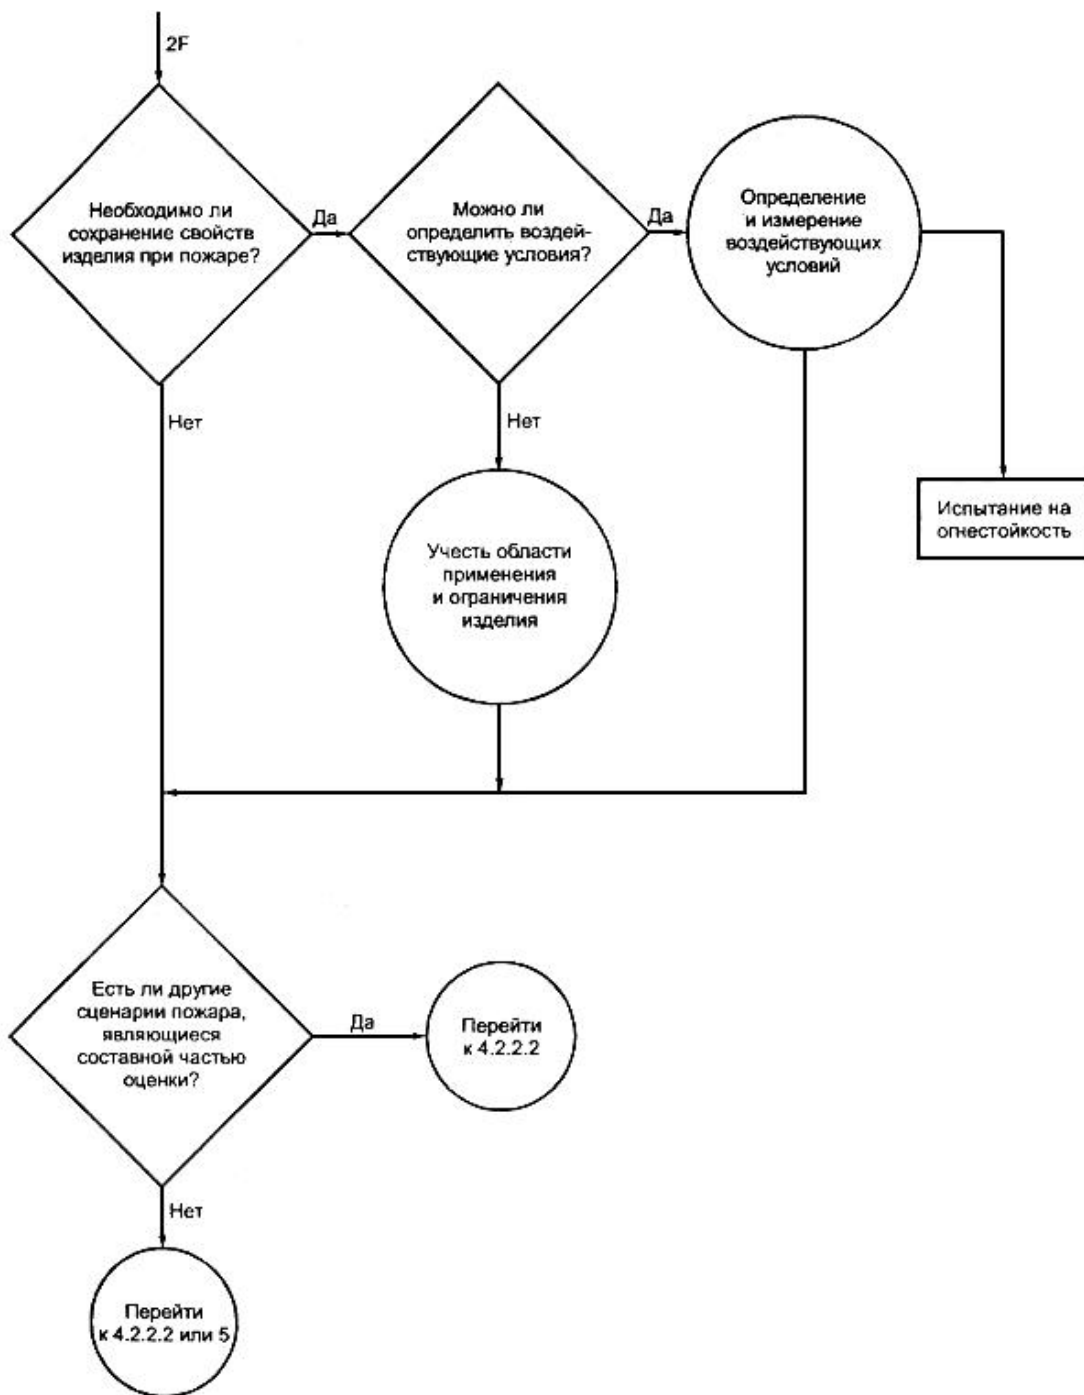 2F
Необходимо ли
сохранение свойств
изделия при пожаре?
Да
Можно ли
определить воздей-
ствующие условия?
Да
Определение
и измерение
воздействующих
условий
Нет
Нет
Испытание на
огнестойкость
Учесть области
применения
и ограничения
изделия
Есть ли другие
сценарии пожара,
являющиеся
составной частью
оценки?
Да
Перейти
к 4.2.2.2
Нет
Перейти
к 4.2.2.2 или 5